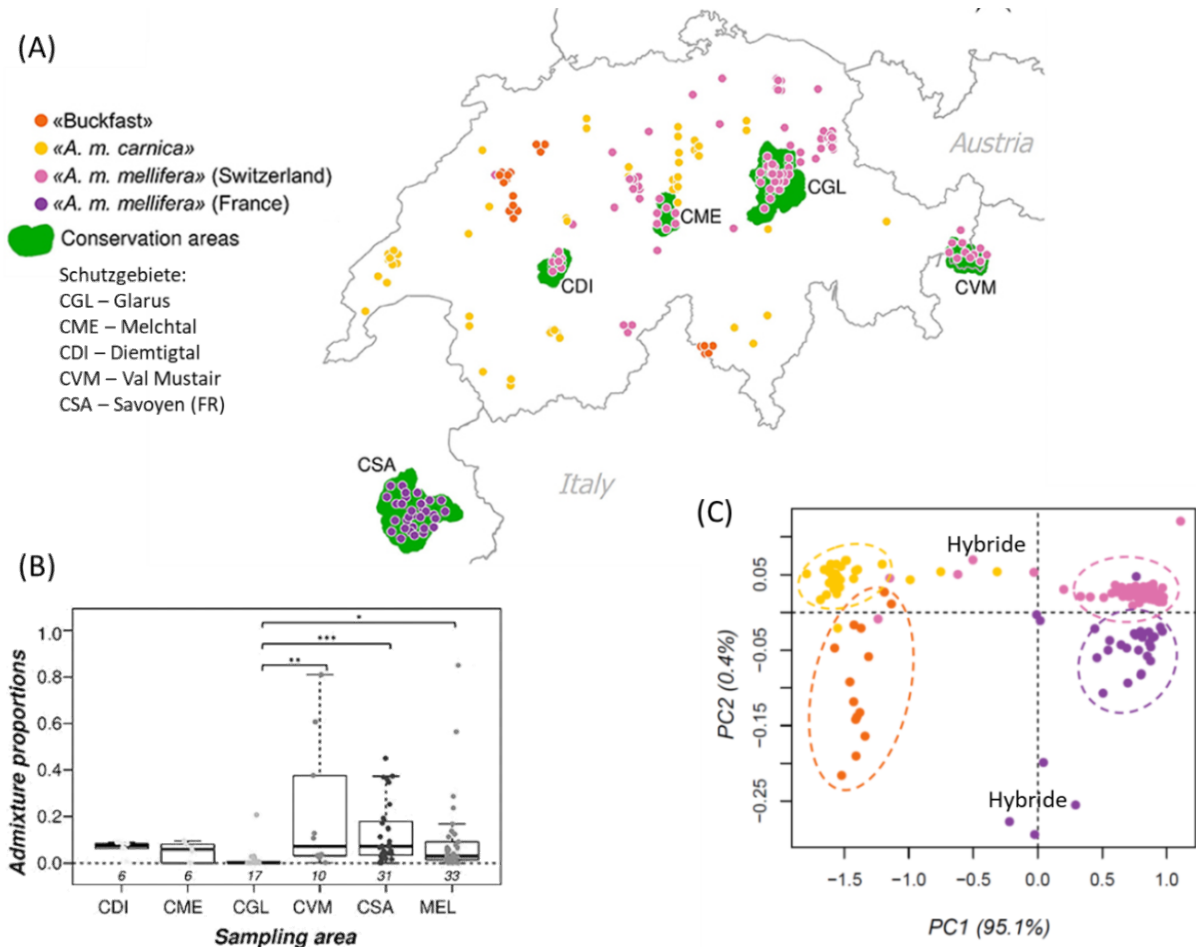 (A)
«Buckfast»
«A. m. carnica»
«A. m. mellifera» (Switzerland)
«A. m. mellifera» (France)
Conservation areas
Schutzgebiete:
CGL – Glarus
CME – Melchtal
CDI – Diemtigtal
CVM – Val Mustair
CSA – Savoyen (FR)
Austria
CGL
CME
CDI
CVM
CSA
Italy
(B)
Admixture proportions
1.0
0.8
0.6
0.4
0.2
0.0
*
***
**
6 6 17 10 31 33
CDI CME CGL CVM CSA MEL
Sampling area
(C)
PC2 (0.4%)
0.05
-0.05
-0.15
-0.25
Hybride
Hybride
−1.5 −1.0 −0.5 0.0 0.5 1.0
PC1 (95.1%)